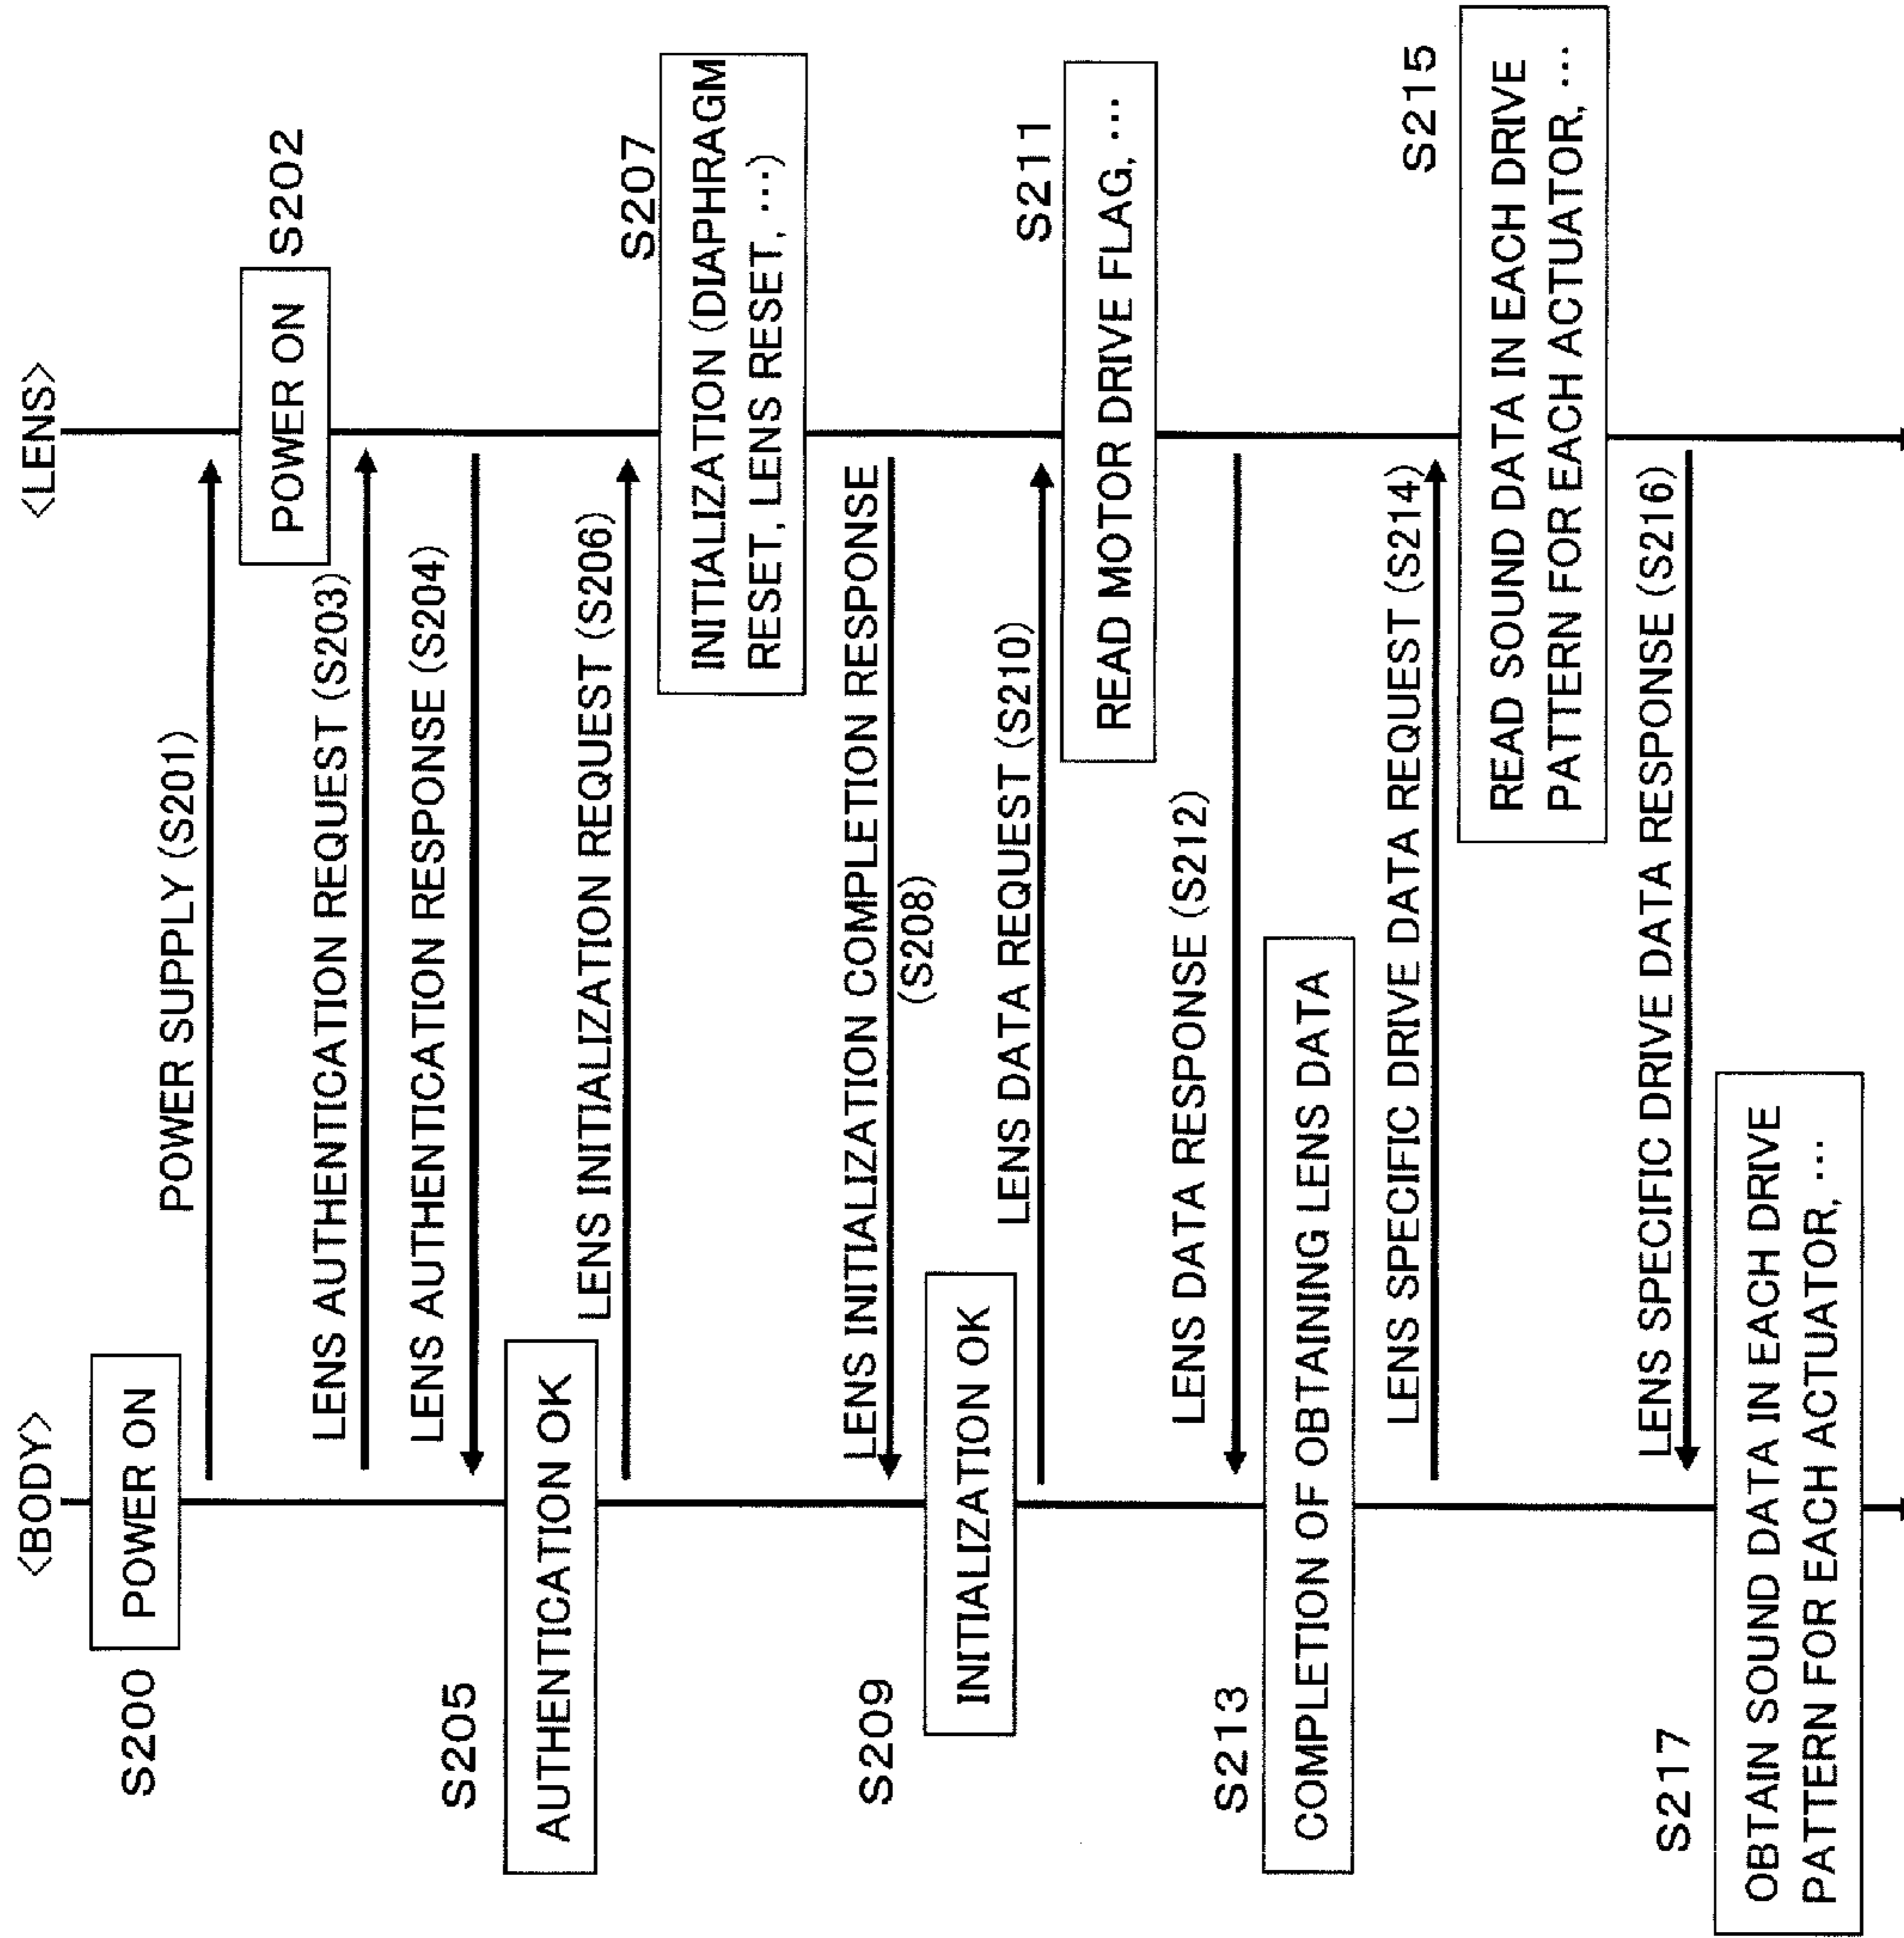 <BODY>
<LENS>
S200
POWER ON
POWER SUPPLY (S201)
POWER ON
S202
LENS AUTHENTICATION REQUEST (S203)
LENS AUTHENTICATION RESPONSE (S204)
S205
AUTHENTICATION OK
LENS INITIALIZATION REQUEST (S206)
S207
INITIALIZATION (DIAPHRAGM
RESET, LENS RESET, ⋯)
LENS INITIALIZATION COMPLETION RESPONSE
(S208)
S209
INITIALIZATION OK
LENS DATA REQUEST (S210)
S211
READ MOTOR DRIVE FLAG, ⋯
LENS DATA RESPONSE (S212)
S213
COMPLETION OF OBTAINING LENS DATA
LENS SPECIFIC DRIVE DATA REQUEST (S214)
S215
READ SOUND DATA IN EACH DRIVE
PATTERN FOR EACH ACTUATOR, ⋯
LENS SPECIFIC DRIVE DATA RESPONSE (S216)
S217
OBTAIN SOUND DATA IN EACH DRIVE
PATTERN FOR EACH ACTUATOR, ⋯